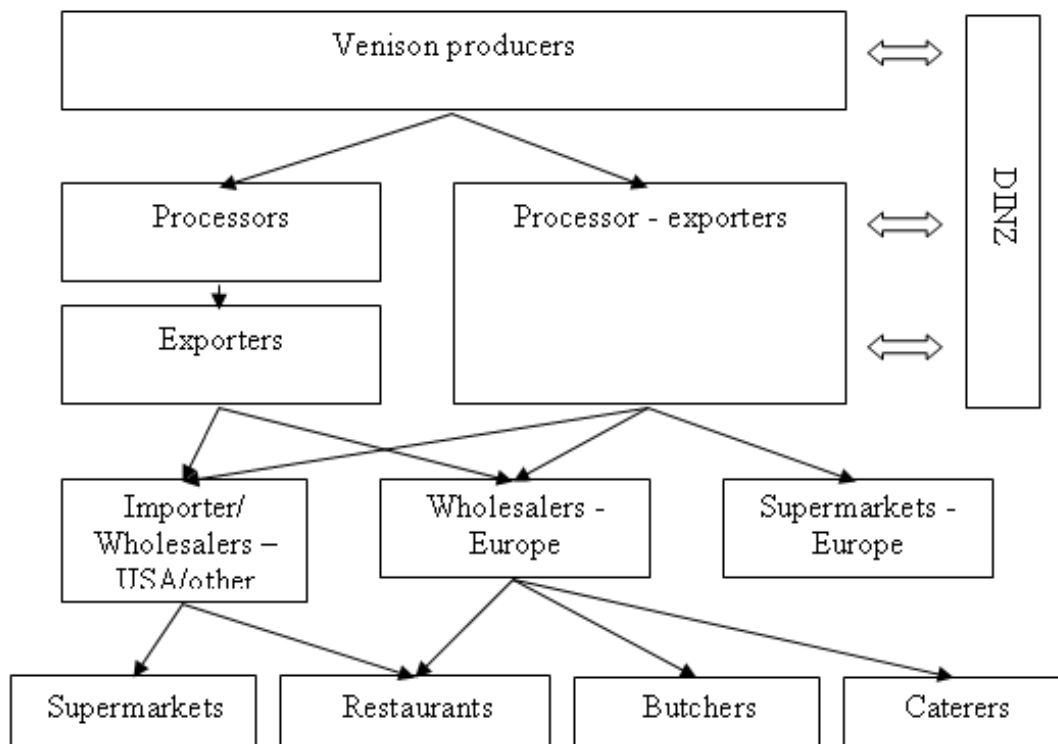 Venison producers
DINZ
Processors
Processor - exporters
Exporters
Importer/
Wholesalers –
USA/other
Wholesalers -
Europe
Supermarkets -
Europe
Supermarkets
Restaurants
Butchers
Caterers